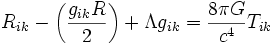 R_{ik} - \left( \frac{g_{ik} R}{2} \right) + \Lambda g_{ik} = \frac{8 \pi G}{c^4} T_{ik}